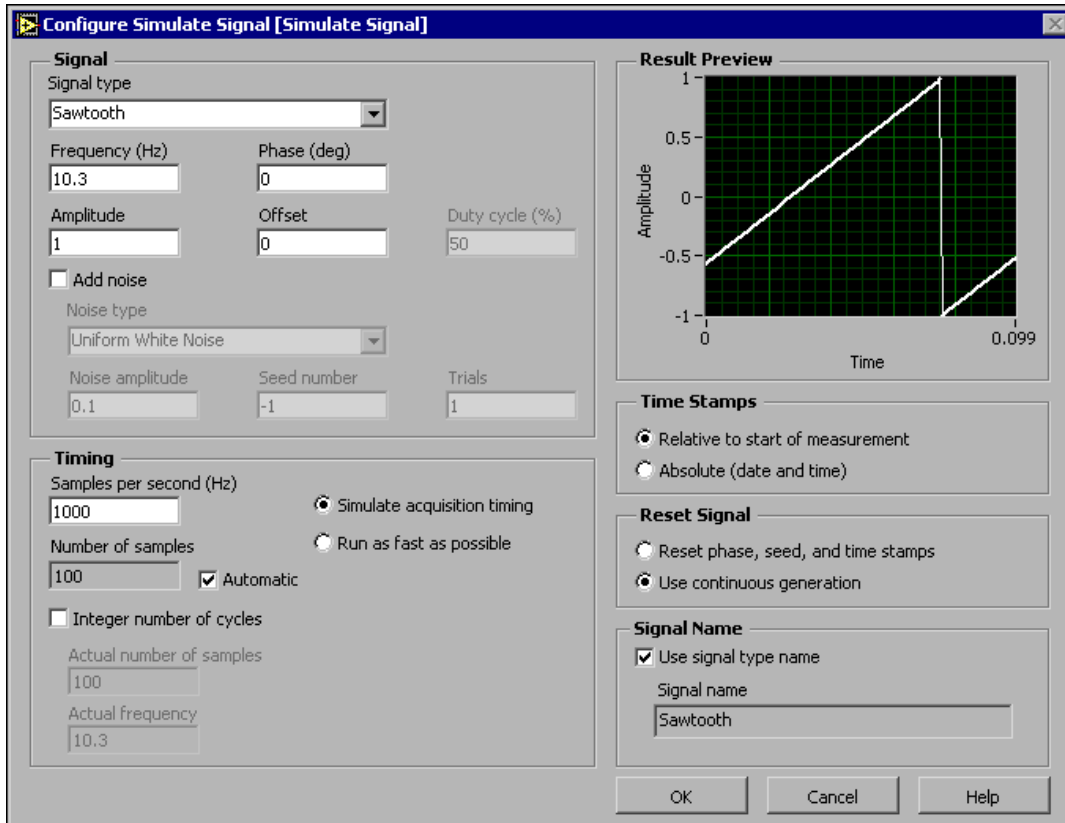 Configure Simulate Signal [Simulate Signal]
Signal
Signal type
Sawtooth
Frequency (Hz) Phase (deg)
10.3 0
Amplitude Offset Duty cycle (%)
1 0 50
Add noise
Noise type
Uniform White Noise
Noise amplitude Seed number Trials
0.1 -1 1
Timing
Samples per second (Hz)
1000
Simulate acquisition timing
Number of samples
Run as fast as possible
100
Automatic
Integer number of cycles
Actual number of samples
100
Actual frequency
10.3
Result Preview
1
0.5
0
-0.5
-1
Amplitude
0 0.099
Time
Time Stamps
Relative to start of measurement
Absolute (date and time)
Reset Signal
Reset phase, seed, and time stamps
Use continuous generation
Signal Name
Use signal type name
Signal name
Sawtooth
OK Cancel Help